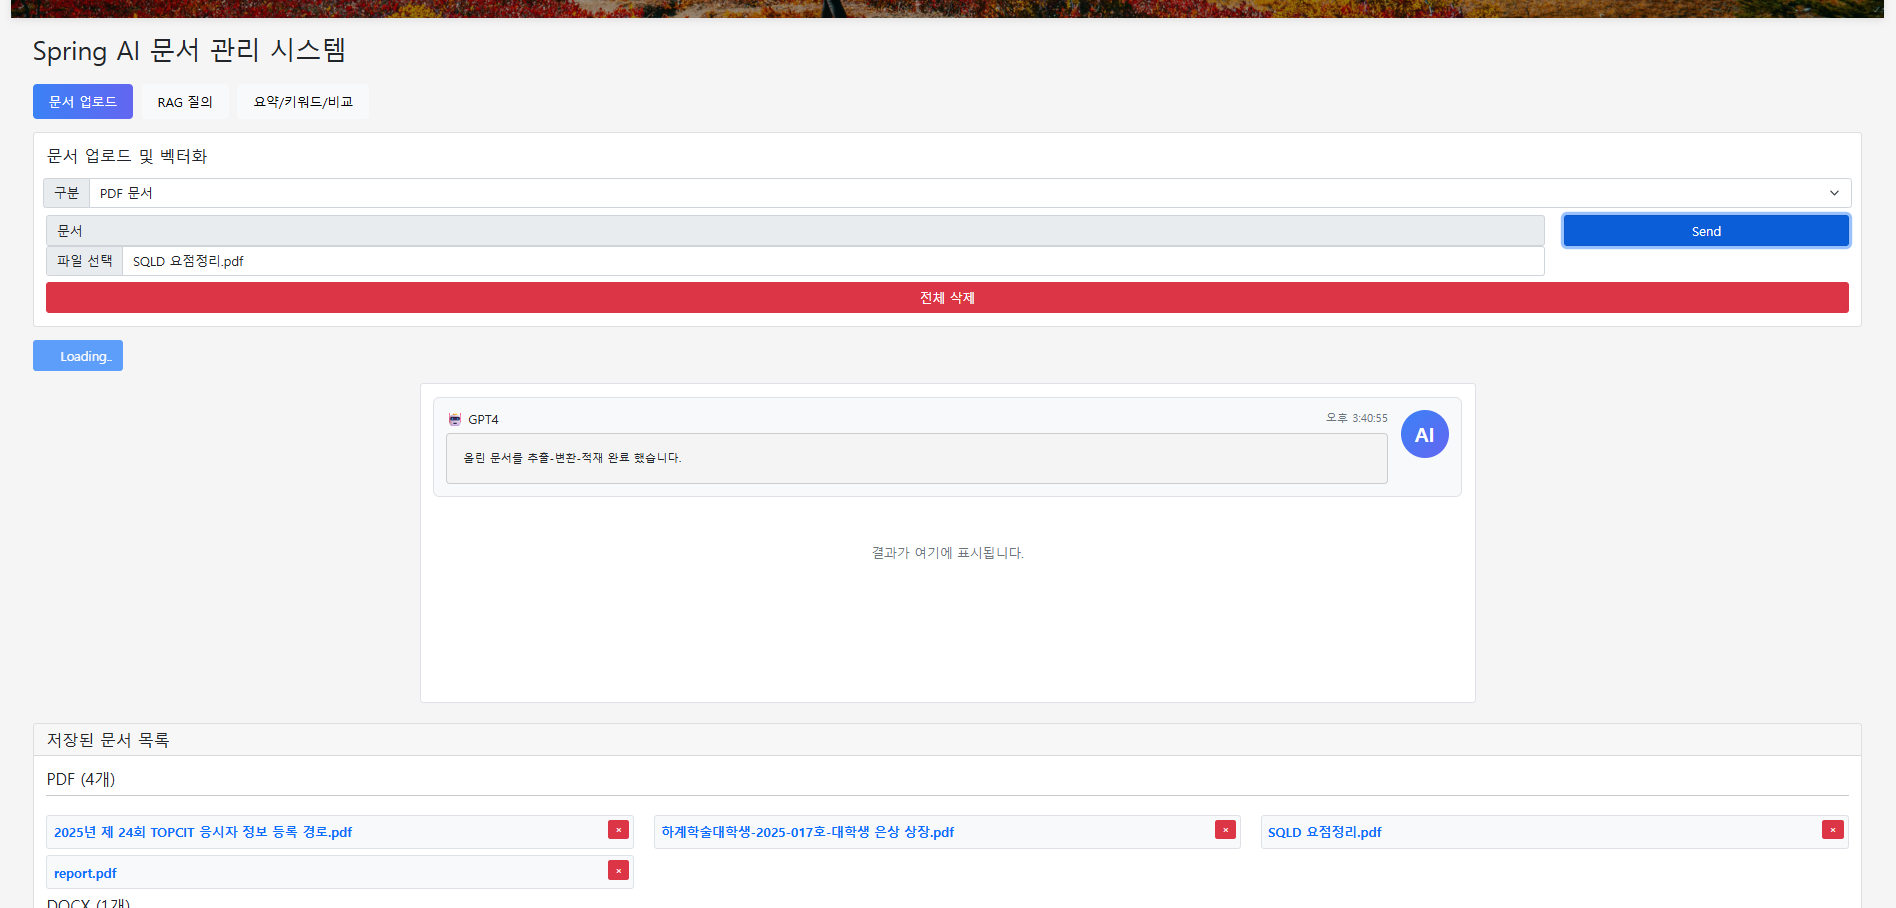 Spring AI 문서 관리 시스템
문서 업로드
RAG 질의
요약/키워드/비교
문서 업로드 및 벡터화
구분
PDF 문서
문서
Send
파일 선택
SQLD 요점정리.pdf
전체 삭제
Loading..
GPT4
오후 3:40:55
AI
올린 문서를 추출-변환-적재 완료 했습니다.
결과가 여기에 표시됩니다.
저장된 문서 목록
PDF (4개)
2025년 제 24회 TOPCIT 응시자 정보 등록 경로.pdf
×
하계학술대학생-2025-017호-대학생 은상 상장.pdf
×
SQLD 요점정리.pdf
×
report.pdf
×
DOCX (1개)